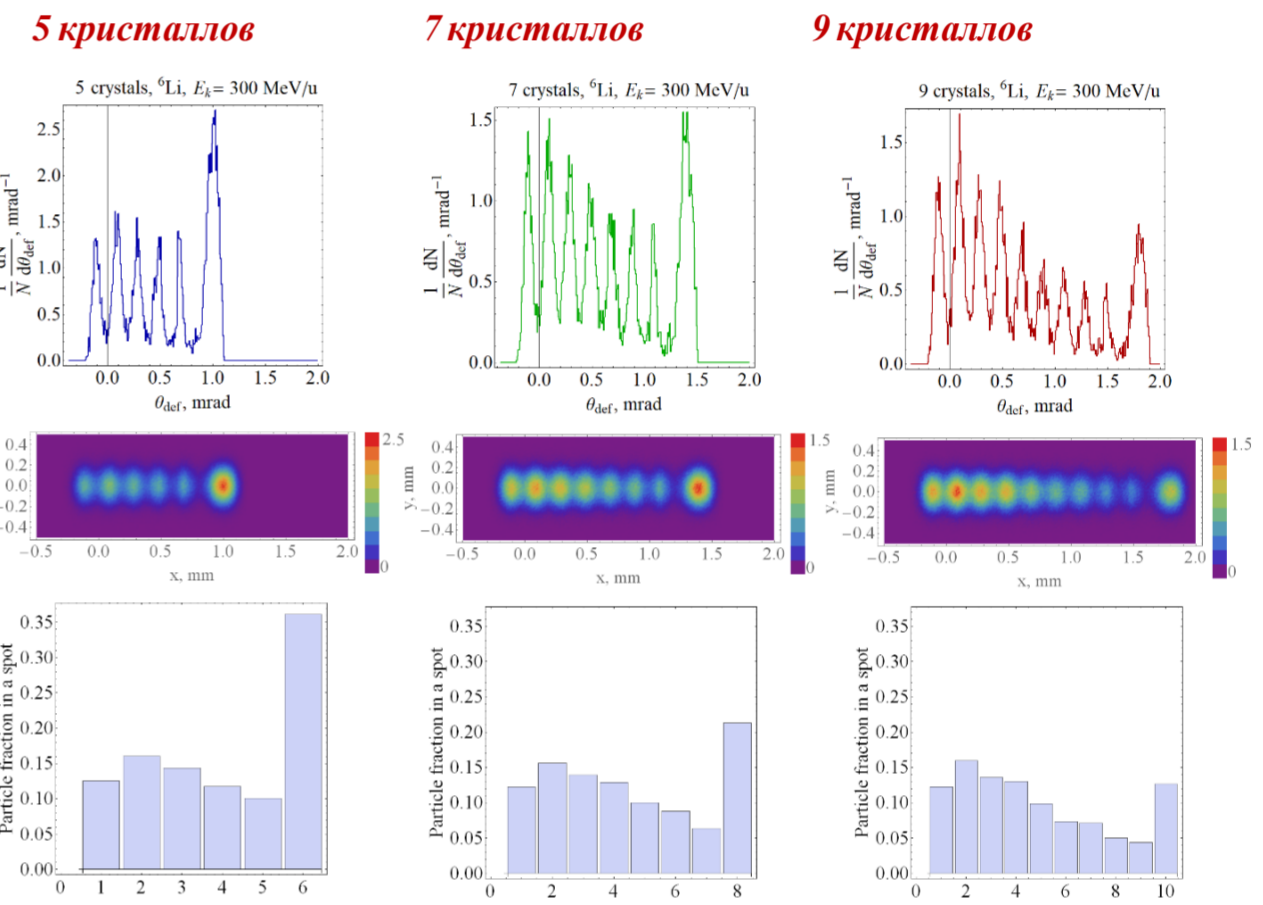 5 кристаллов
7 кристаллов
9 кристаллов
5 crystals, ⁶Li, Eₖ= 300 MeV/u
7 crystals, ⁶Li, Eₖ= 300 MeV/u
9 crystals, ⁶Li, Eₖ= 300 MeV/u
2.5
2.0
1.5
1.0
0.5
0.0
dN
N dθdef, mrad⁻¹
0.0 0.5 1.0 1.5 2.0
θdef, mrad
1.5
1.0
0.5
0.0
1 dN
N dθdef, mrad⁻¹
0.0 0.5 1.0 1.5 2.0
θdef, mrad
1.5
1.0
0.5
0.0
1 dN
N dθdef, mrad⁻¹
0.0 0.5 1.0 1.5 2.0
θdef, mrad
0.4
0.2
0.0
−0.2
−0.4
−0.5 0.0 0.5 1.0 1.5 2.0
x, mm
2.5
0
y, mm
0.4
0.2
0.0
−0.2
−0.4
−0.5 0.0 0.5 1.0 1.5 2.0
x, mm
1.5
0
y, mm
0.4
0.2
0.0
−0.2
−0.4
−0.5 0.0 0.5 1.0 1.5 2.0
x, mm
1.5
0
Particle fraction in a spot
0.35
0.30
0.25
0.20
0.15
0.10
0.05
0.00
0 1 2 3 4 5 6
Particle fraction in a spot
0.35
0.30
0.25
0.20
0.15
0.10
0.05
0.00
0 2 4 6 8
Particle fraction in a spot
0.35
0.30
0.25
0.20
0.15
0.10
0.05
0.00
0 2 4 6 8 10